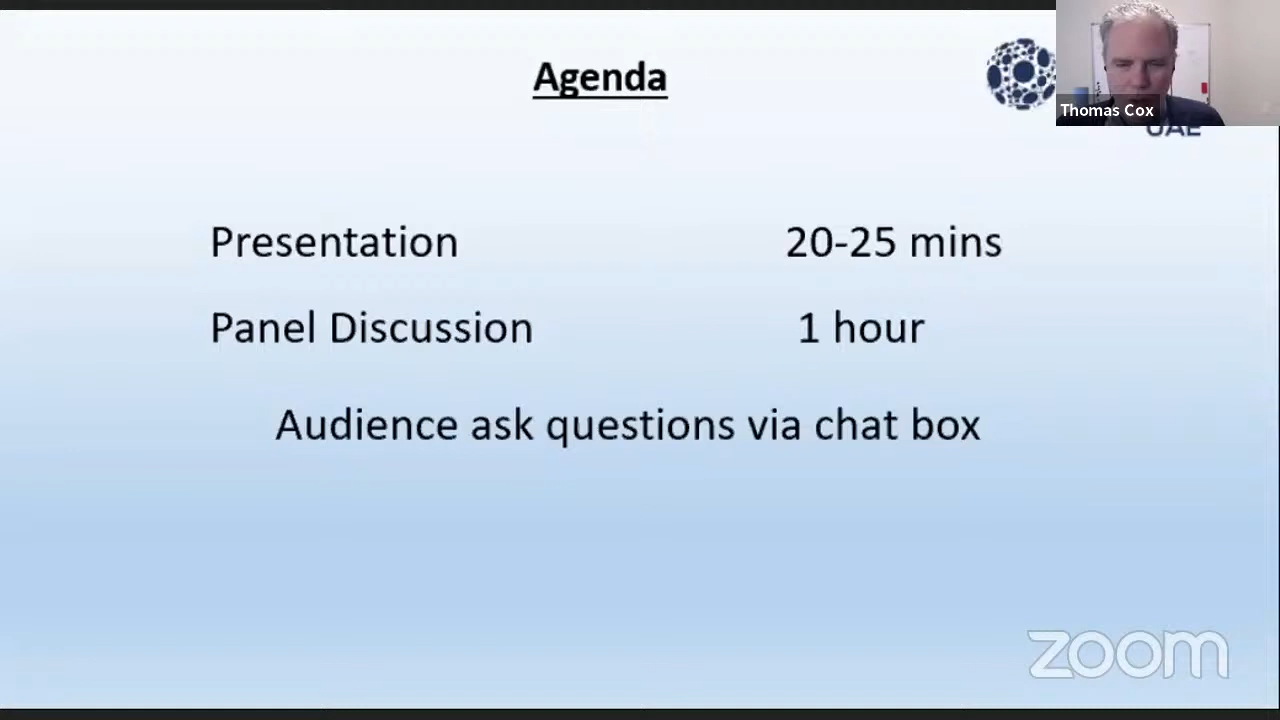 Agenda
Thomas Cox
UAE
Presentation 20-25 mins
Panel Discussion 1 hour
Audience ask questions via chat box
zoom